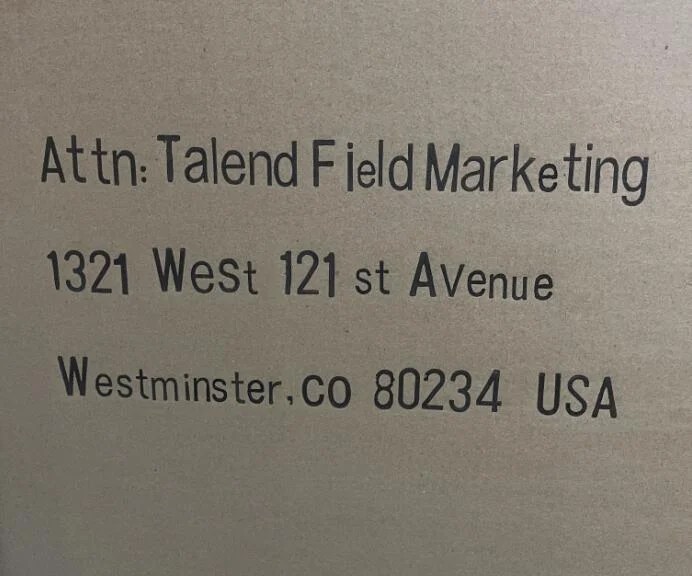 Attn: Talend Field Marketing
1321 West 121 st Avenue
Westminster, CO 80234 USA